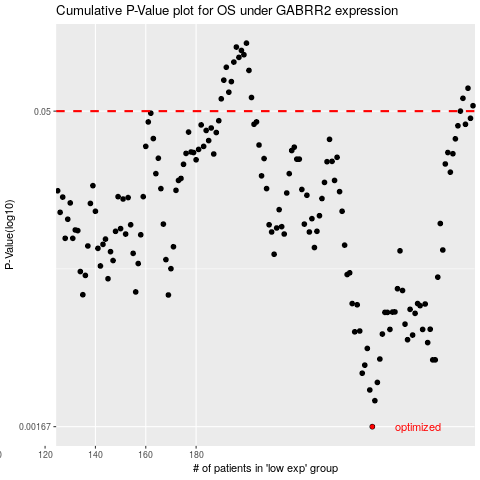 Cumulative P-Value plot for OS under GABRR2 expression
0.05
P-Value(log10)
0.00167
optimized
0 120 140 160 180
# of patients in 'low exp' group